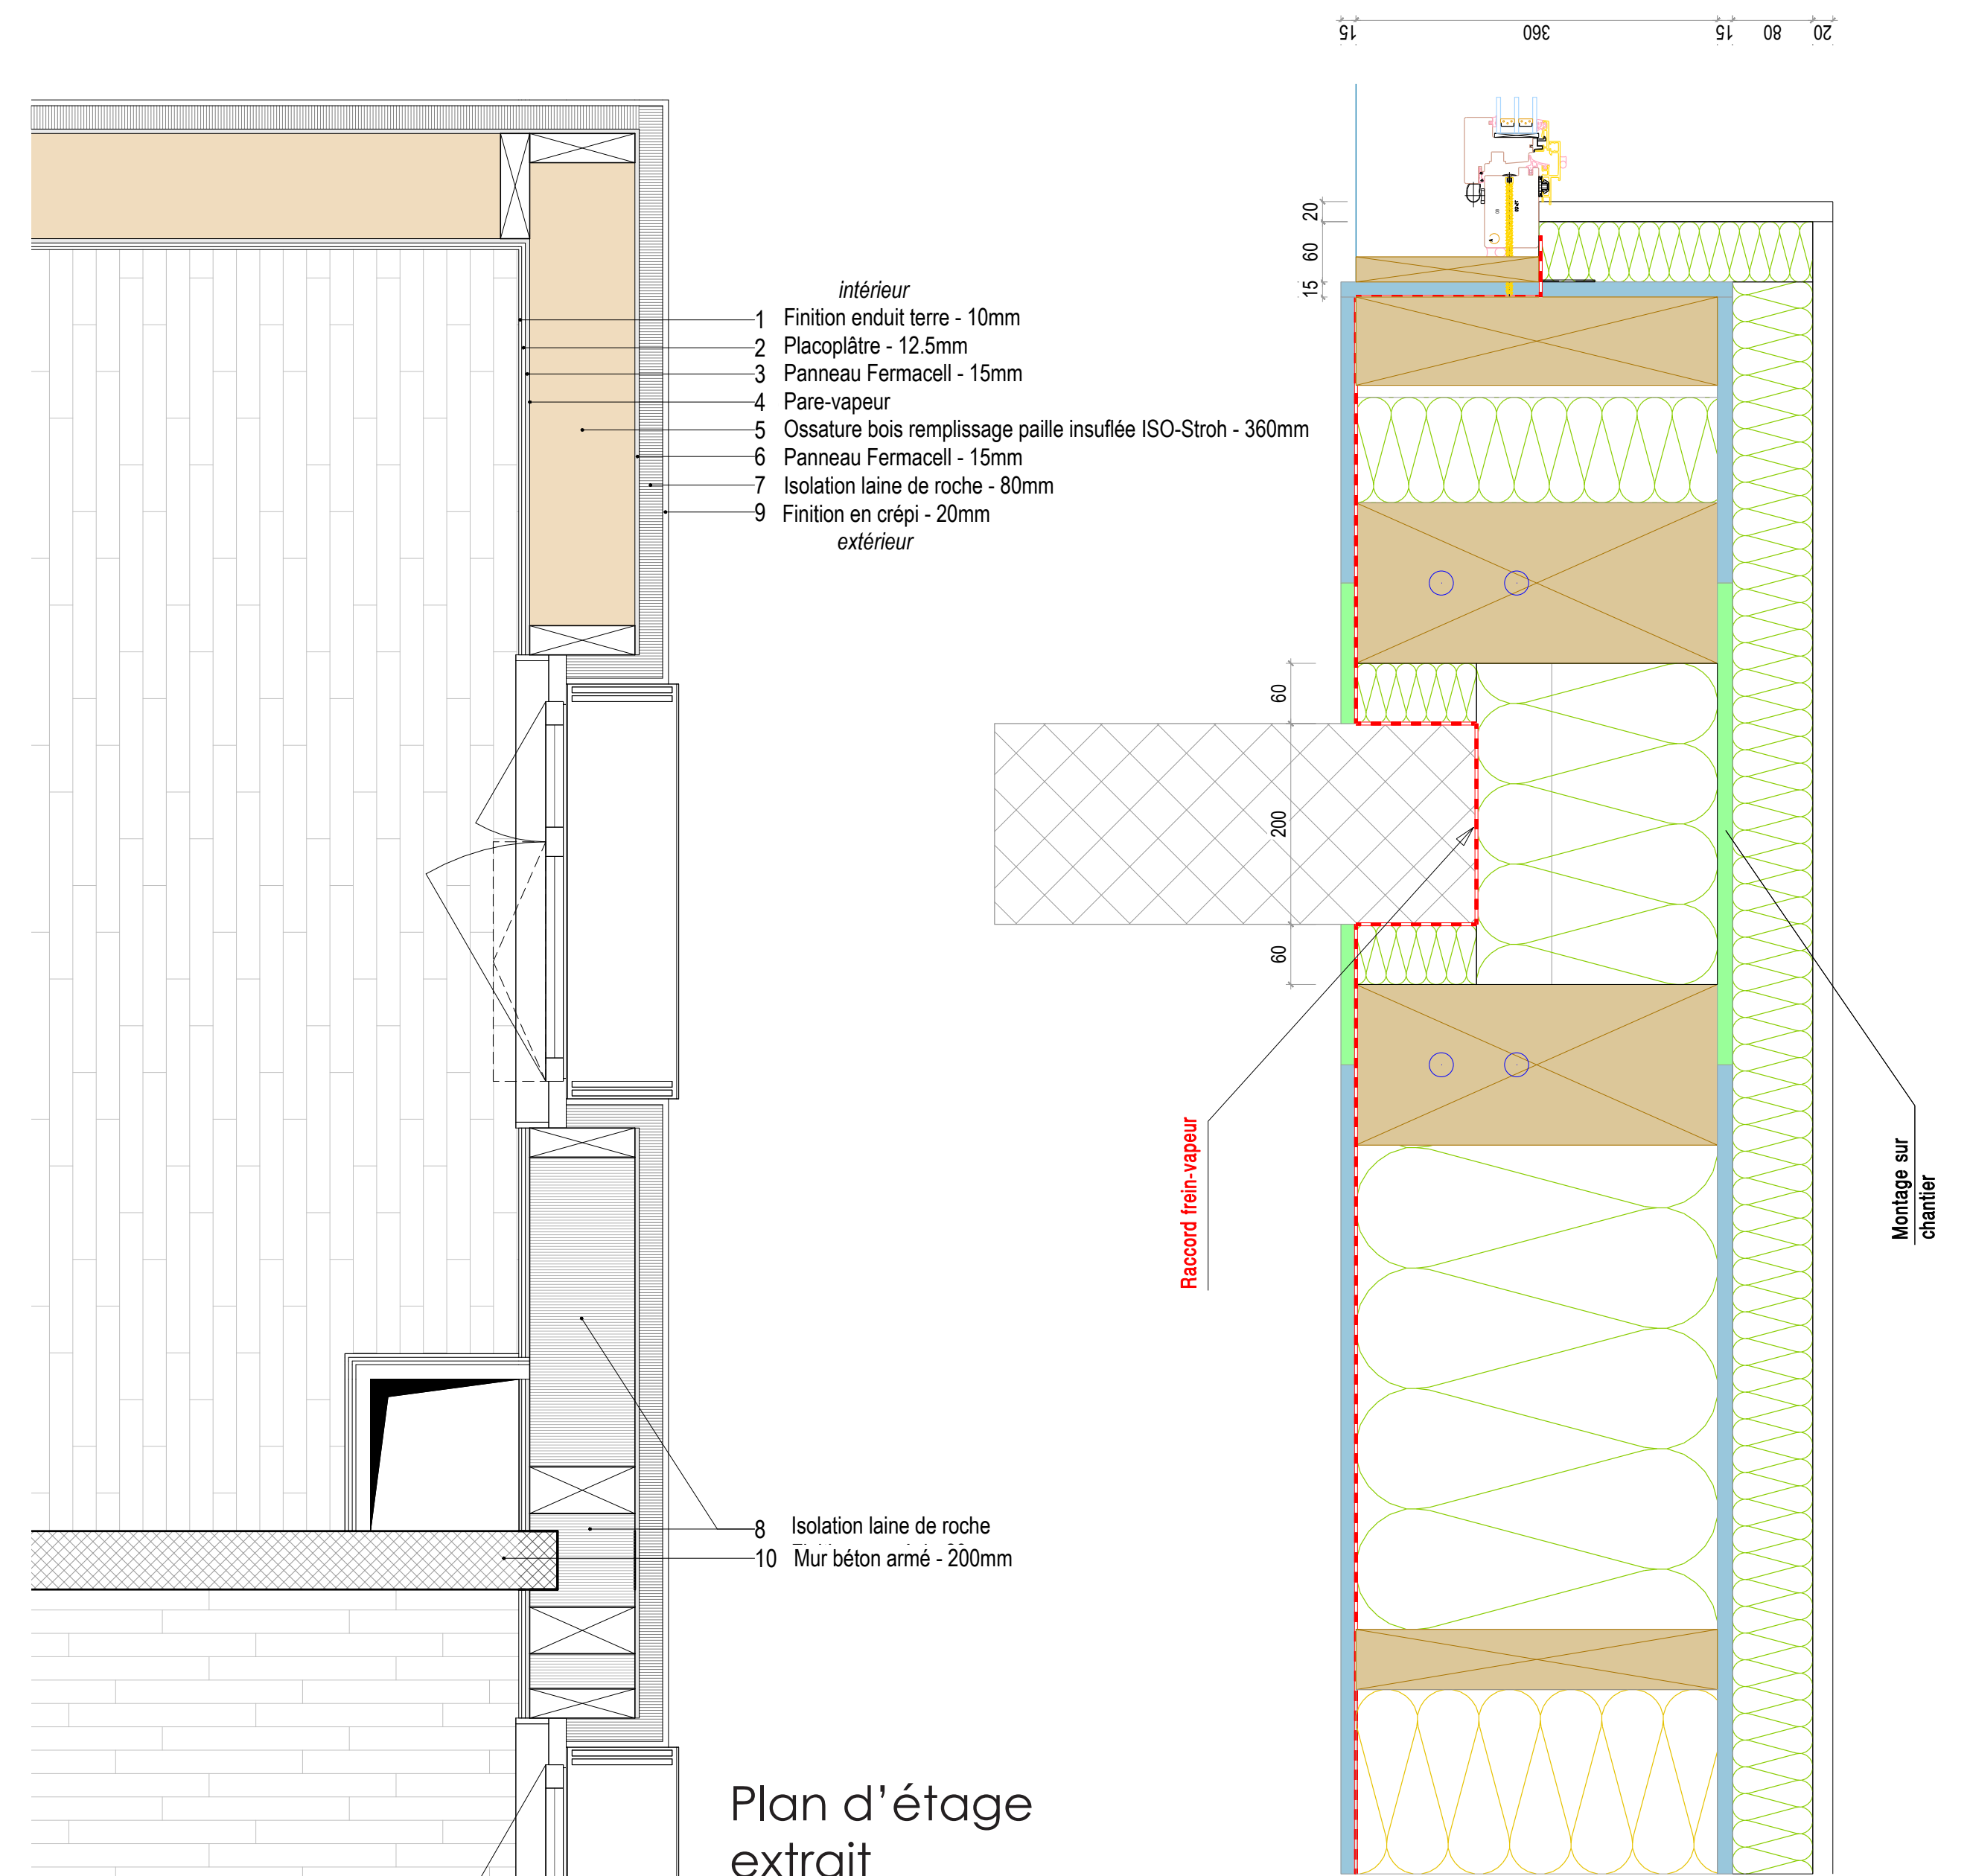 15 360 15 80 20
20
60
15
intérieur
1 Finition enduit terre - 10mm
2 Placoplâtre - 12.5mm
3 Panneau Fermacell - 15mm
4 Pare-vapeur
5 Ossature bois remplissage paille insuflée ISO-Stroh - 360mm
6 Panneau Fermacell - 15mm
7 Isolation laine de roche - 80mm
9 Finition en crépi - 20mm
extérieur
60
200
60
Raccord frein-vapeur
Montage sur
chantier
8 Isolation laine de roche
10 Mur béton armé - 200mm
Plan d’étage
extrait